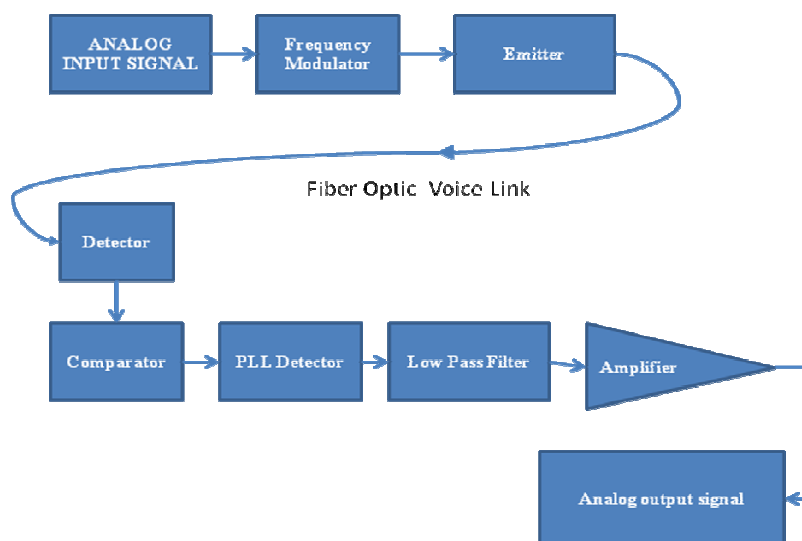 ANALOG
INPUT SIGNAL
Frequency
Modulator
Emitter
Fiber Optic Voice Link
Detector
Comparator
PLL Detector
Low Pass Filter
Amplifier
Analog output signal